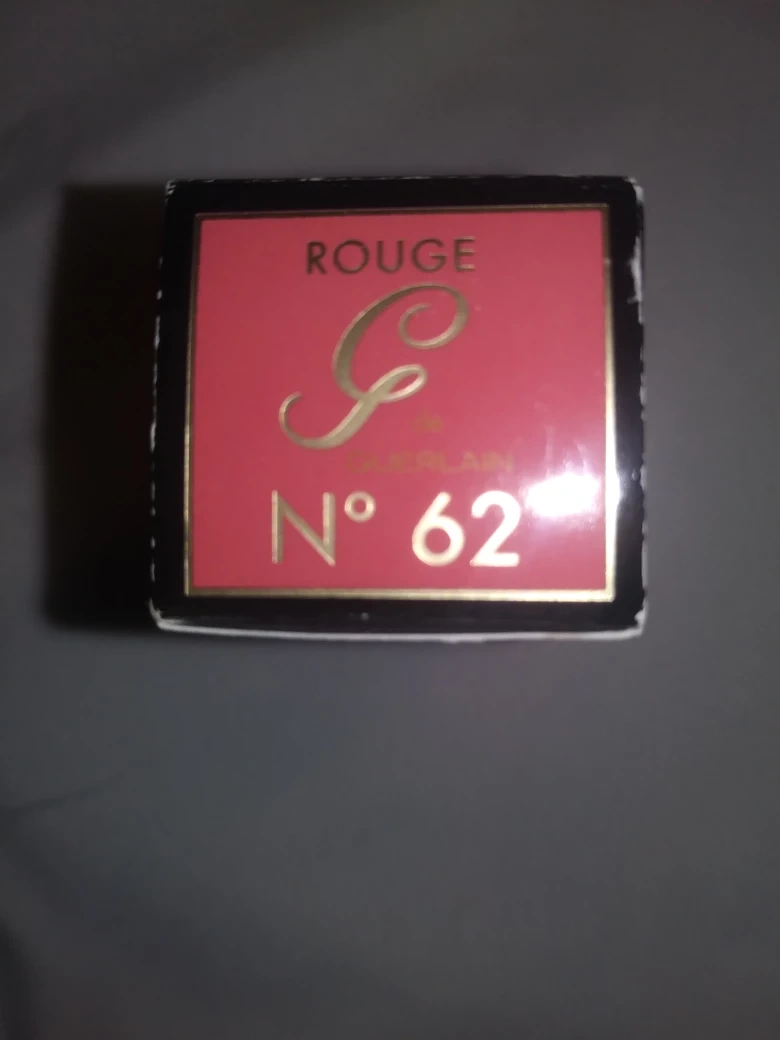 ROUGE
G
de
GUERLAIN
N° 62